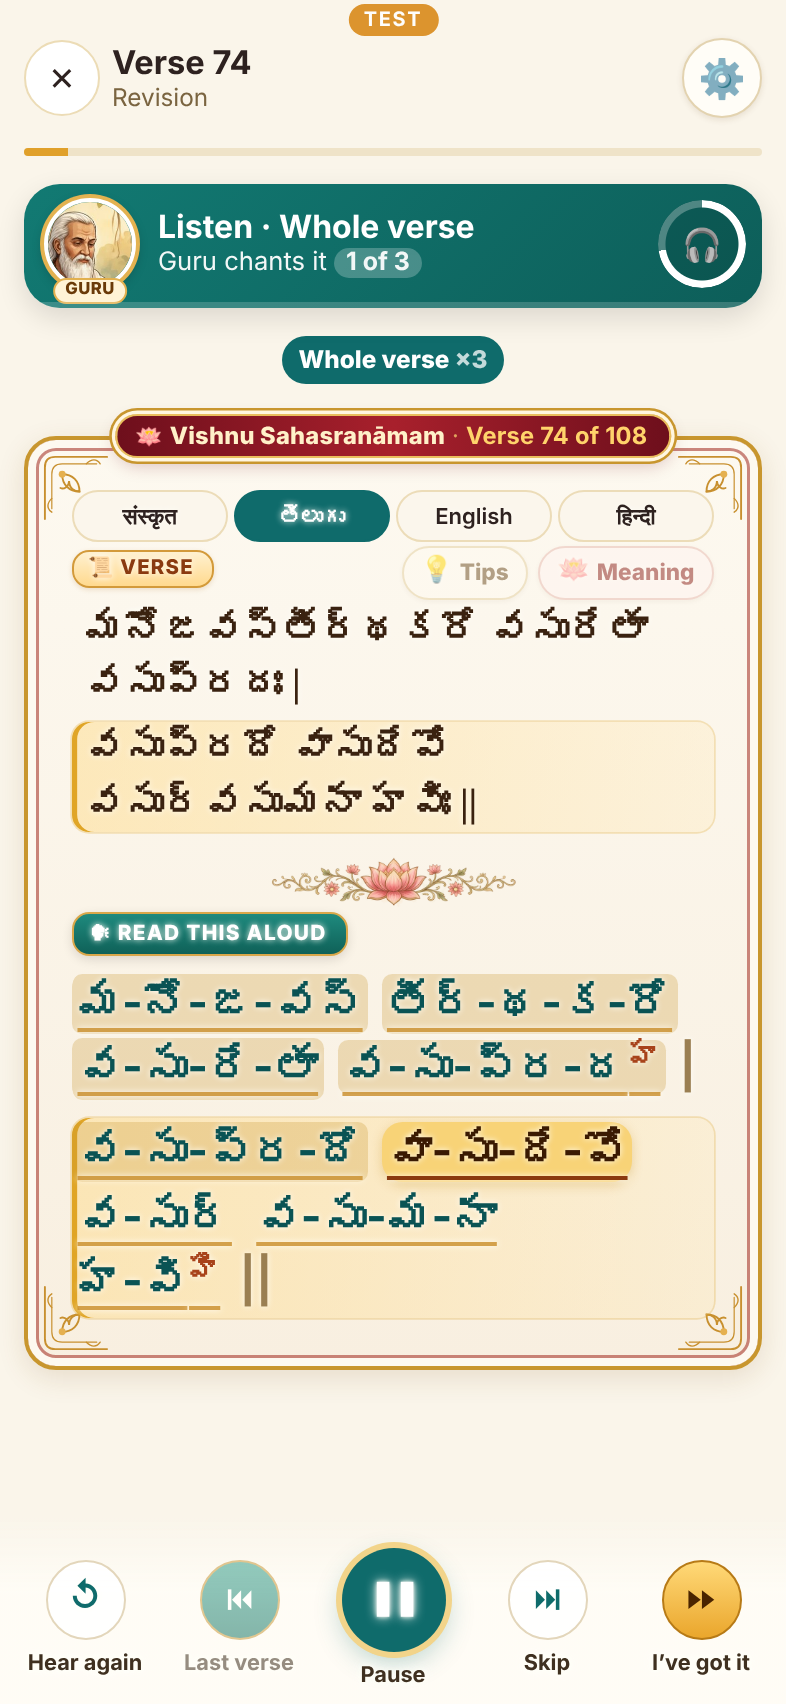 TEST
Verse 74
Revision
Listen · Whole verse
Guru chants it 1 of 3
GURU
Whole verse ×3
Vishnu Sahasranāmam · Verse 74 of 108
संस्कृत తెలుగు English हिन्दी
VERSE Tips Meaning
మనోజవస్తీర్థకరో వసురేతా
వసుప్రదః |
వసుప్రదో వాసుదేవో
వసుర్వసుమనా హవిః ||
READ THIS ALOUD
మ-నో-జ-వస్ తీర్-థ-క-రో
వ-సు-రే-తా వ-సు-ప్ర-దహ |
వ-సు-ప్ర-దో వా-సు-దే-వో
వ-సుర్ వ-సు-మ-నా
హ-విహి ||
Hear again Last verse Pause Skip I’ve got it